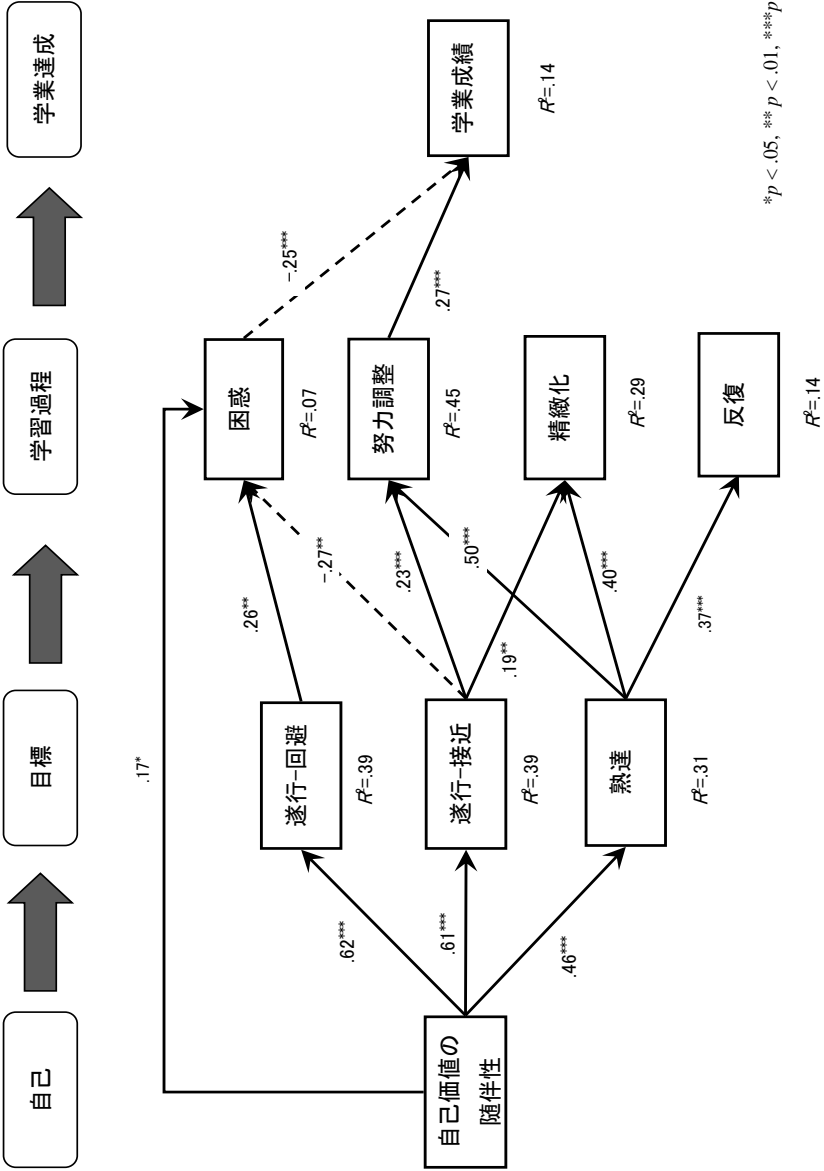 自己
目標
学習過程
学業達成
.17*
自己価値の
随伴性
.62***
.61***
.46***
遂行-回避
R²=.39
遂行-接近
R²=.39
熟達
R²=.31
.26**
-.27**
.23***
.50***
.19**
.40***
.37***
困惑
R²=.07
努力調整
R²=.45
精緻化
R²=.29
反復
R²=.14
-.25***
.27***
学業成績
R²=.14
*p < .05, ** p < .01, ***p